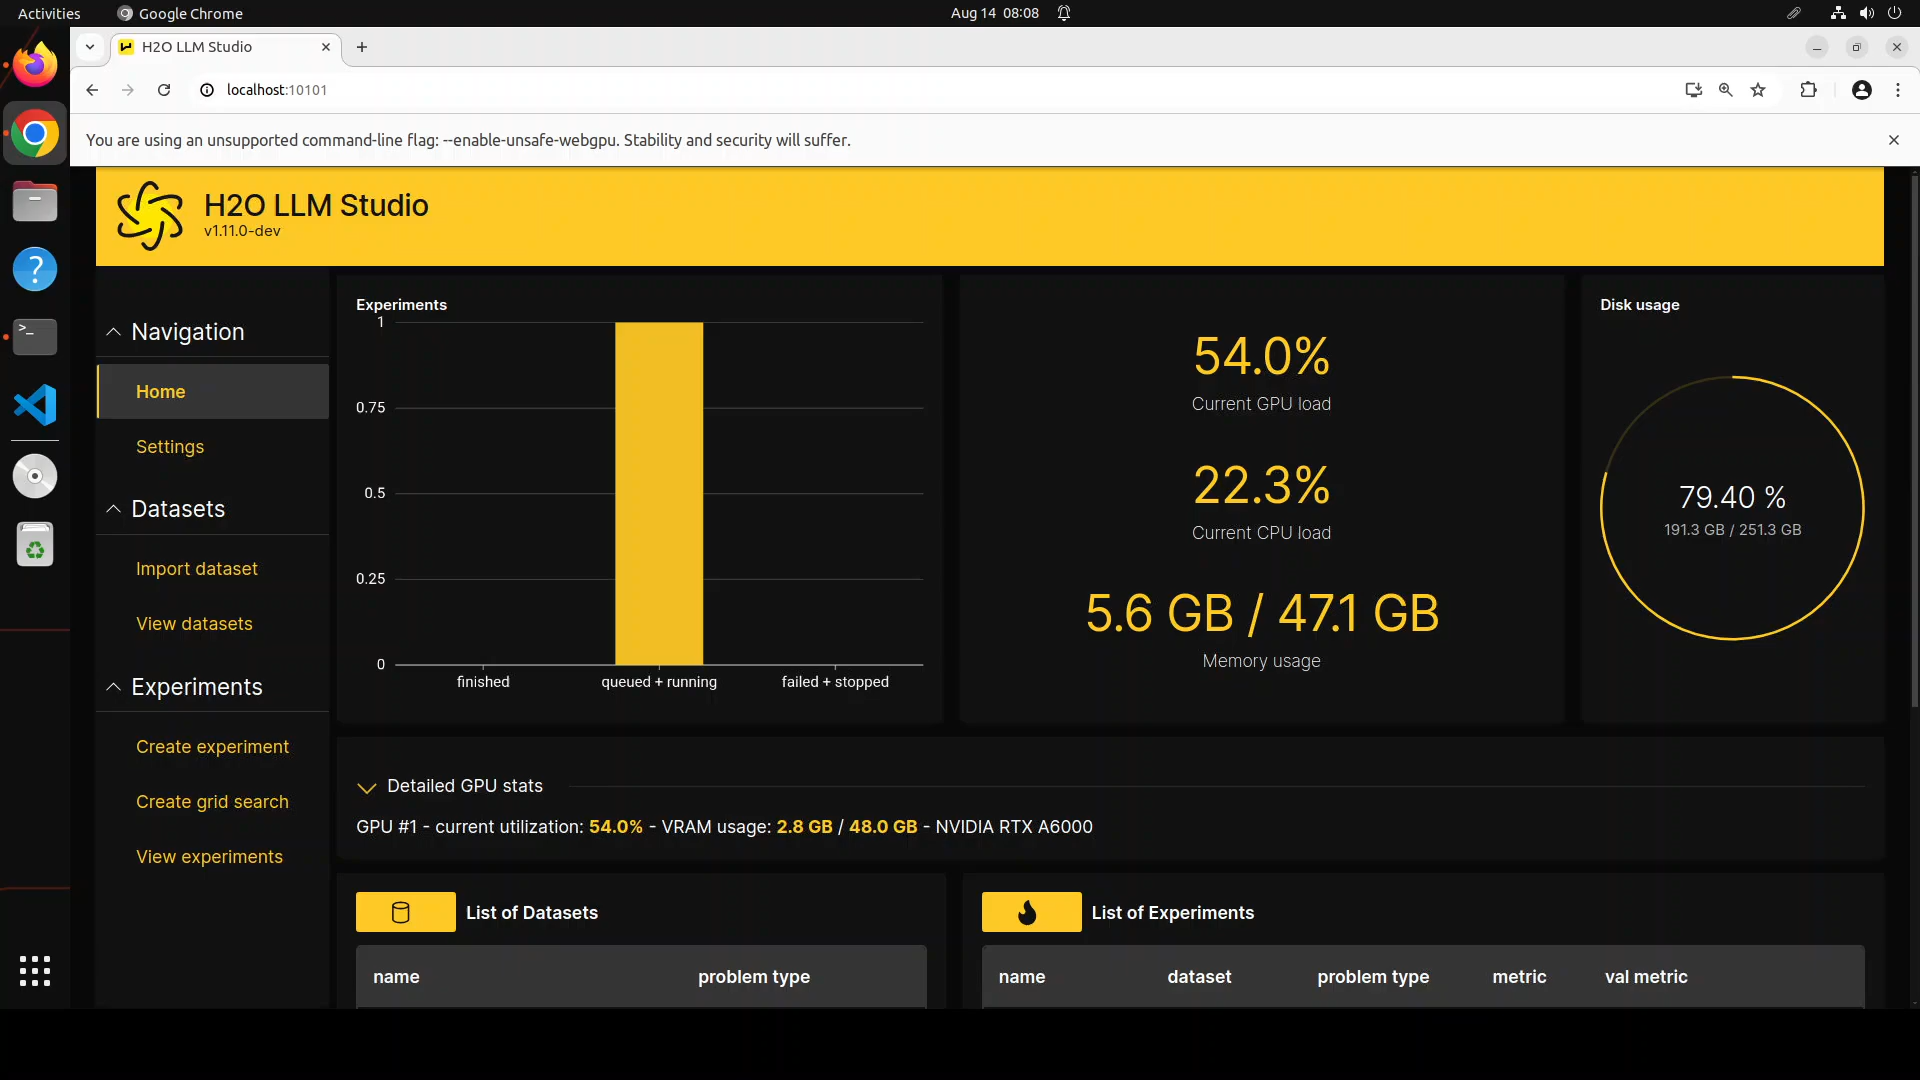 Activities
Google Chrome
Aug 14 08:08
H2O LLM Studio
localhost:10101
You are using an unsupported command-line flag: --enable-unsafe-webgpu. Stability and security will suffer.
H2O LLM Studio
v1.11.0-dev
Navigation
Home
Settings
Datasets
Import dataset
View datasets
Experiments
Create experiment
Create grid search
View experiments
Experiments
1
0.75
0.5
0.25
0
finished
queued + running
failed + stopped
54.0%
Current GPU load
22.3%
Current CPU load
5.6 GB / 47.1 GB
Memory usage
Disk usage
79.40 %
191.3 GB / 251.3 GB
Detailed GPU stats
GPU #1 - current utilization: 54.0% - VRAM usage: 2.8 GB / 48.0 GB - NVIDIA RTX A6000
List of Datasets
name problem type
List of Experiments
name dataset problem type metric val metric